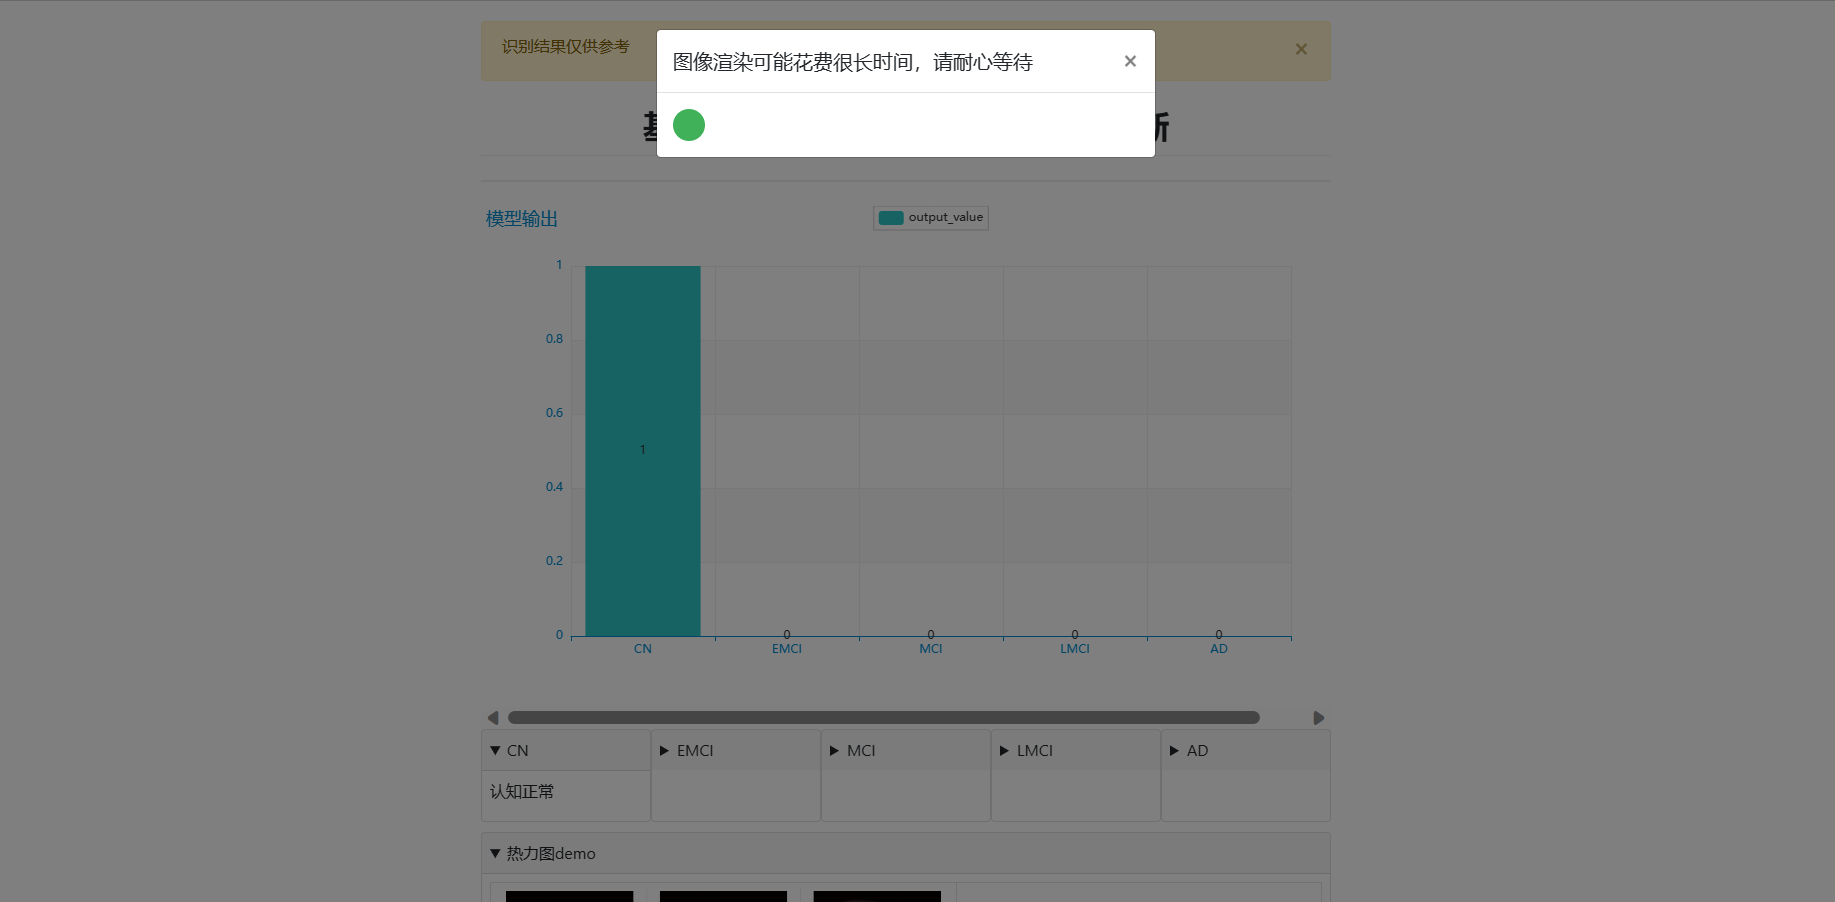 识别结果仅供参考
×
图像渲染可能花费很长时间，请耐心等待
×
模型输出
output_value
1
0.8
0.6
0.4
0.2
0
1
0
0
0
0
CN
EMCI
MCI
LMCI
AD
CN
EMCI
MCI
LMCI
AD
认知正常
热力图demo